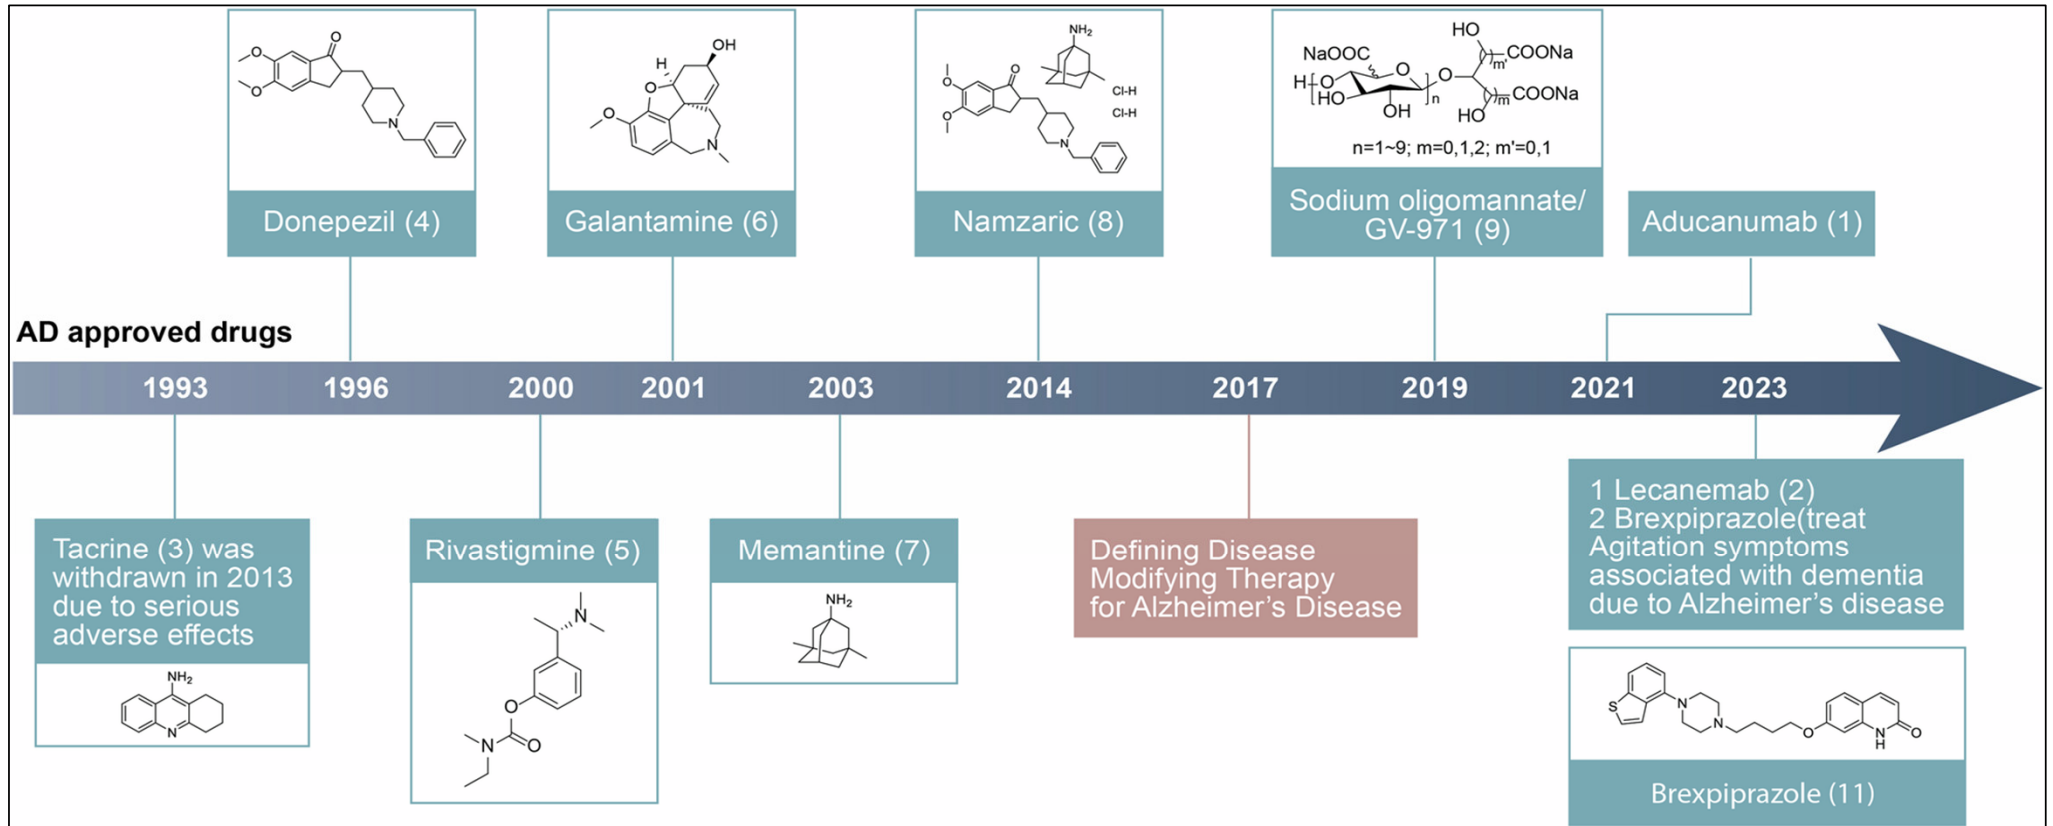 O
O
O
N
Donepezil (4)
OH
H
O
O
N
Galantamine (6)
NH2
O
O
O
Cl-H
Cl-H
N
Namzaric (8)
HO
NaOOC
m'
COONa
H
O
O
O
HO
OH
n
m
COONa
HO
n=1~9; m=0,1,2; m'=0,1
Sodium oligomannate/
GV-971 (9)
Aducanumab (1)
AD approved drugs
1993 1996 2000 2001 2003 2014 2017 2019 2021 2023
Tacrine (3) was
withdrawn in 2013
due to serious
adverse effects
NH2
N
Rivastigmine (5)
N
O
N
O
Memantine (7)
NH2
Defining Disease
Modifying Therapy
for Alzheimer's Disease
1 Lecanemab (2)
2 Brexpiprazole(treat
Agitation symptoms
associated with dementia
due to Alzheimer's disease
S
N
N
O
N
H
O
Brexpiprazole (11)